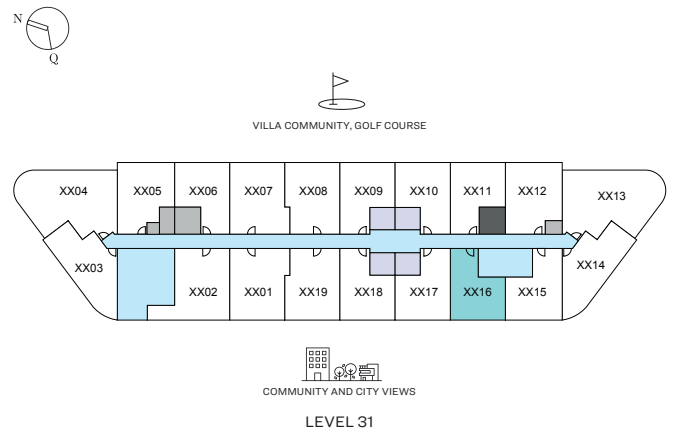 N
Q
VILLA COMMUNITY, GOLF COURSE
XX04
XX05
XX06
XX07
XX08
XX09
XX10
XX11
XX12
XX13
XX03
XX02
XX01
XX19
XX18
XX17
XX16
XX15
XX14
COMMUNITY AND CITY VIEWS
LEVEL 31